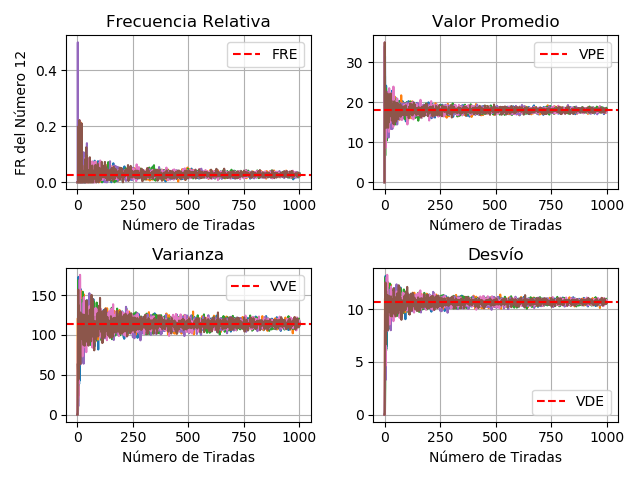 Frecuencia Relativa
FR del Número 12
0.4
0.2
0.0
FRE
0 250 500 750 1000
Número de Tiradas
Valor Promedio
30
20
10
0
VPE
0 250 500 750 1000
Número de Tiradas
Varianza
150
100
50
0
VVE
0 250 500 750 1000
Número de Tiradas
Desvío
10
5
0
VDE
0 250 500 750 1000
Número de Tiradas